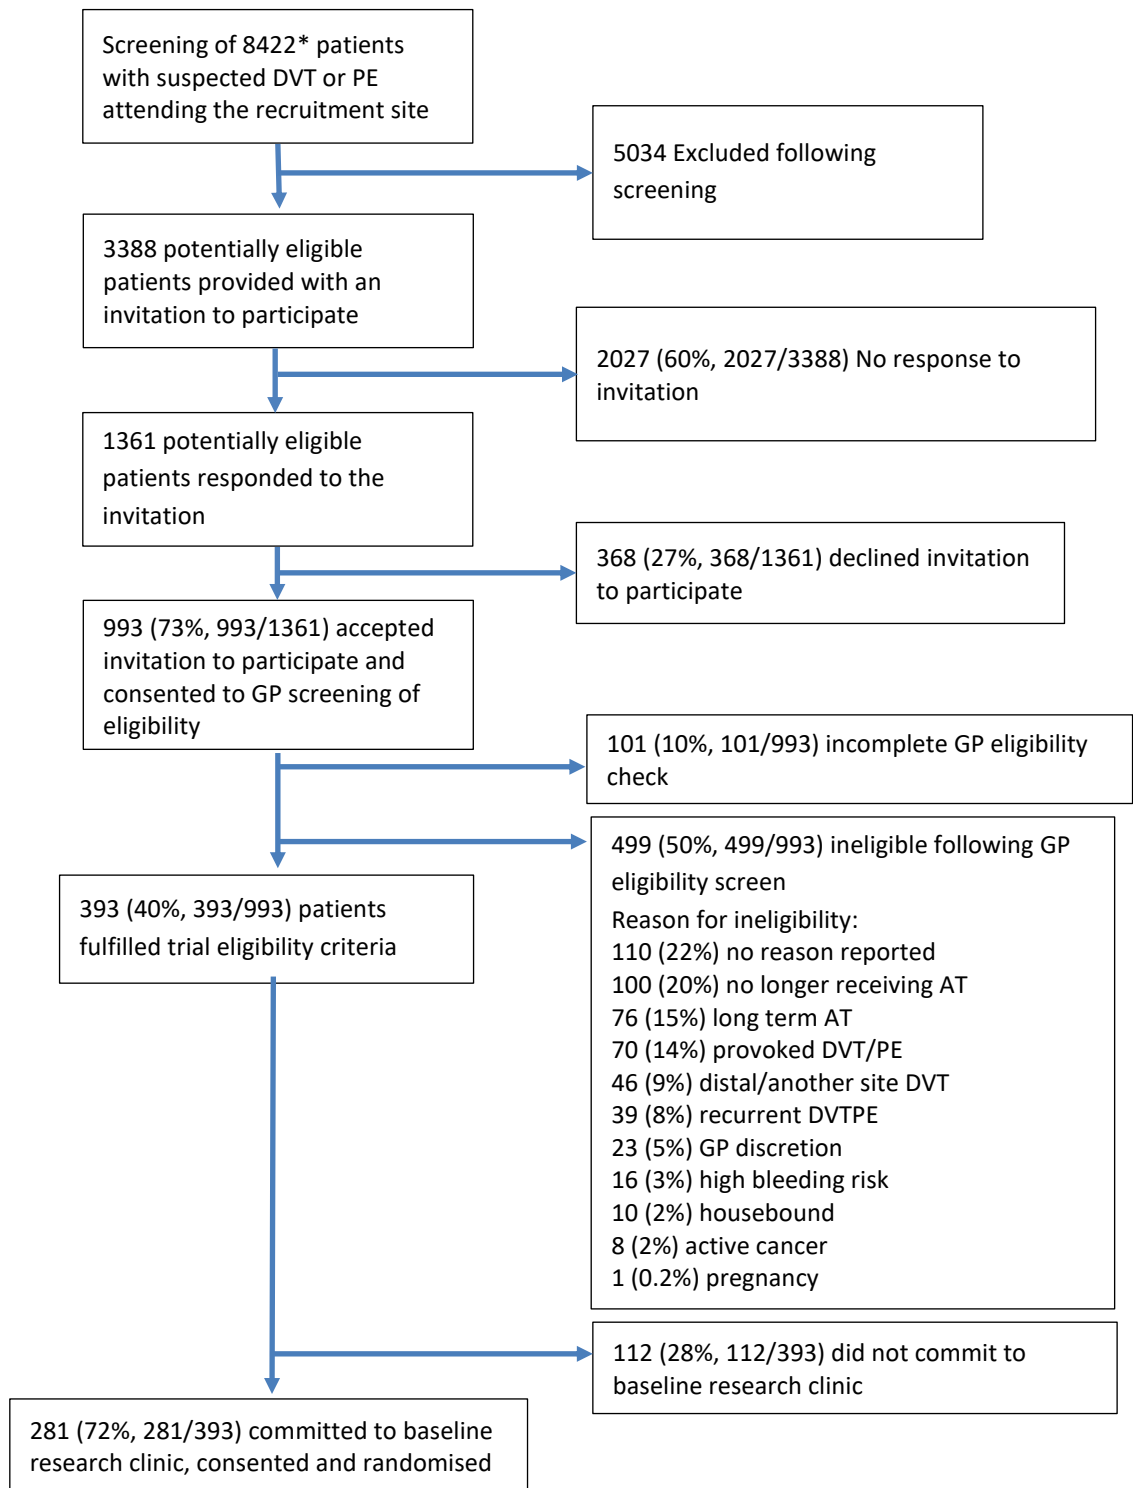 Screening of 8422* patients
with suspected DVT or PE
attending the recruitment site
5034 Excluded following
screening
3388 potentially eligible
patients provided with an
invitation to participate
2027 (60%, 2027/3388) No response to
invitation
1361 potentially eligible
patients responded to the
invitation
368 (27%, 368/1361) declined invitation
to participate
993 (73%, 993/1361) accepted
invitation to participate and
consented to GP screening of
eligibility
101 (10%, 101/993) incomplete GP eligibility
check
499 (50%, 499/993) ineligible following GP
eligibility screen
Reason for ineligibility:
110 (22%) no reason reported
100 (20%) no longer receiving AT
76 (15%) long term AT
70 (14%) provoked DVT/PE
46 (9%) distal/another site DVT
39 (8%) recurrent DVTPE
23 (5%) GP discretion
16 (3%) high bleeding risk
10 (2%) housebound
8 (2%) active cancer
1 (0.2%) pregnancy
393 (40%, 393/993) patients
fulfilled trial eligibility criteria
112 (28%, 112/393) did not commit to
baseline research clinic
281 (72%, 281/393) committed to baseline
research clinic, consented and randomised